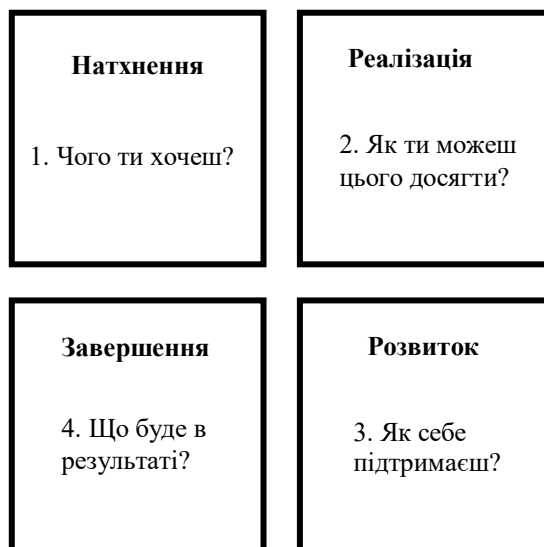 Натхнення
1. Чого ти хочеш?
Реалізація
2. Як ти можеш
цього досягти?
Завершення
4. Що буде в
результаті?
Розвиток
3. Як себе
підтримаєш?